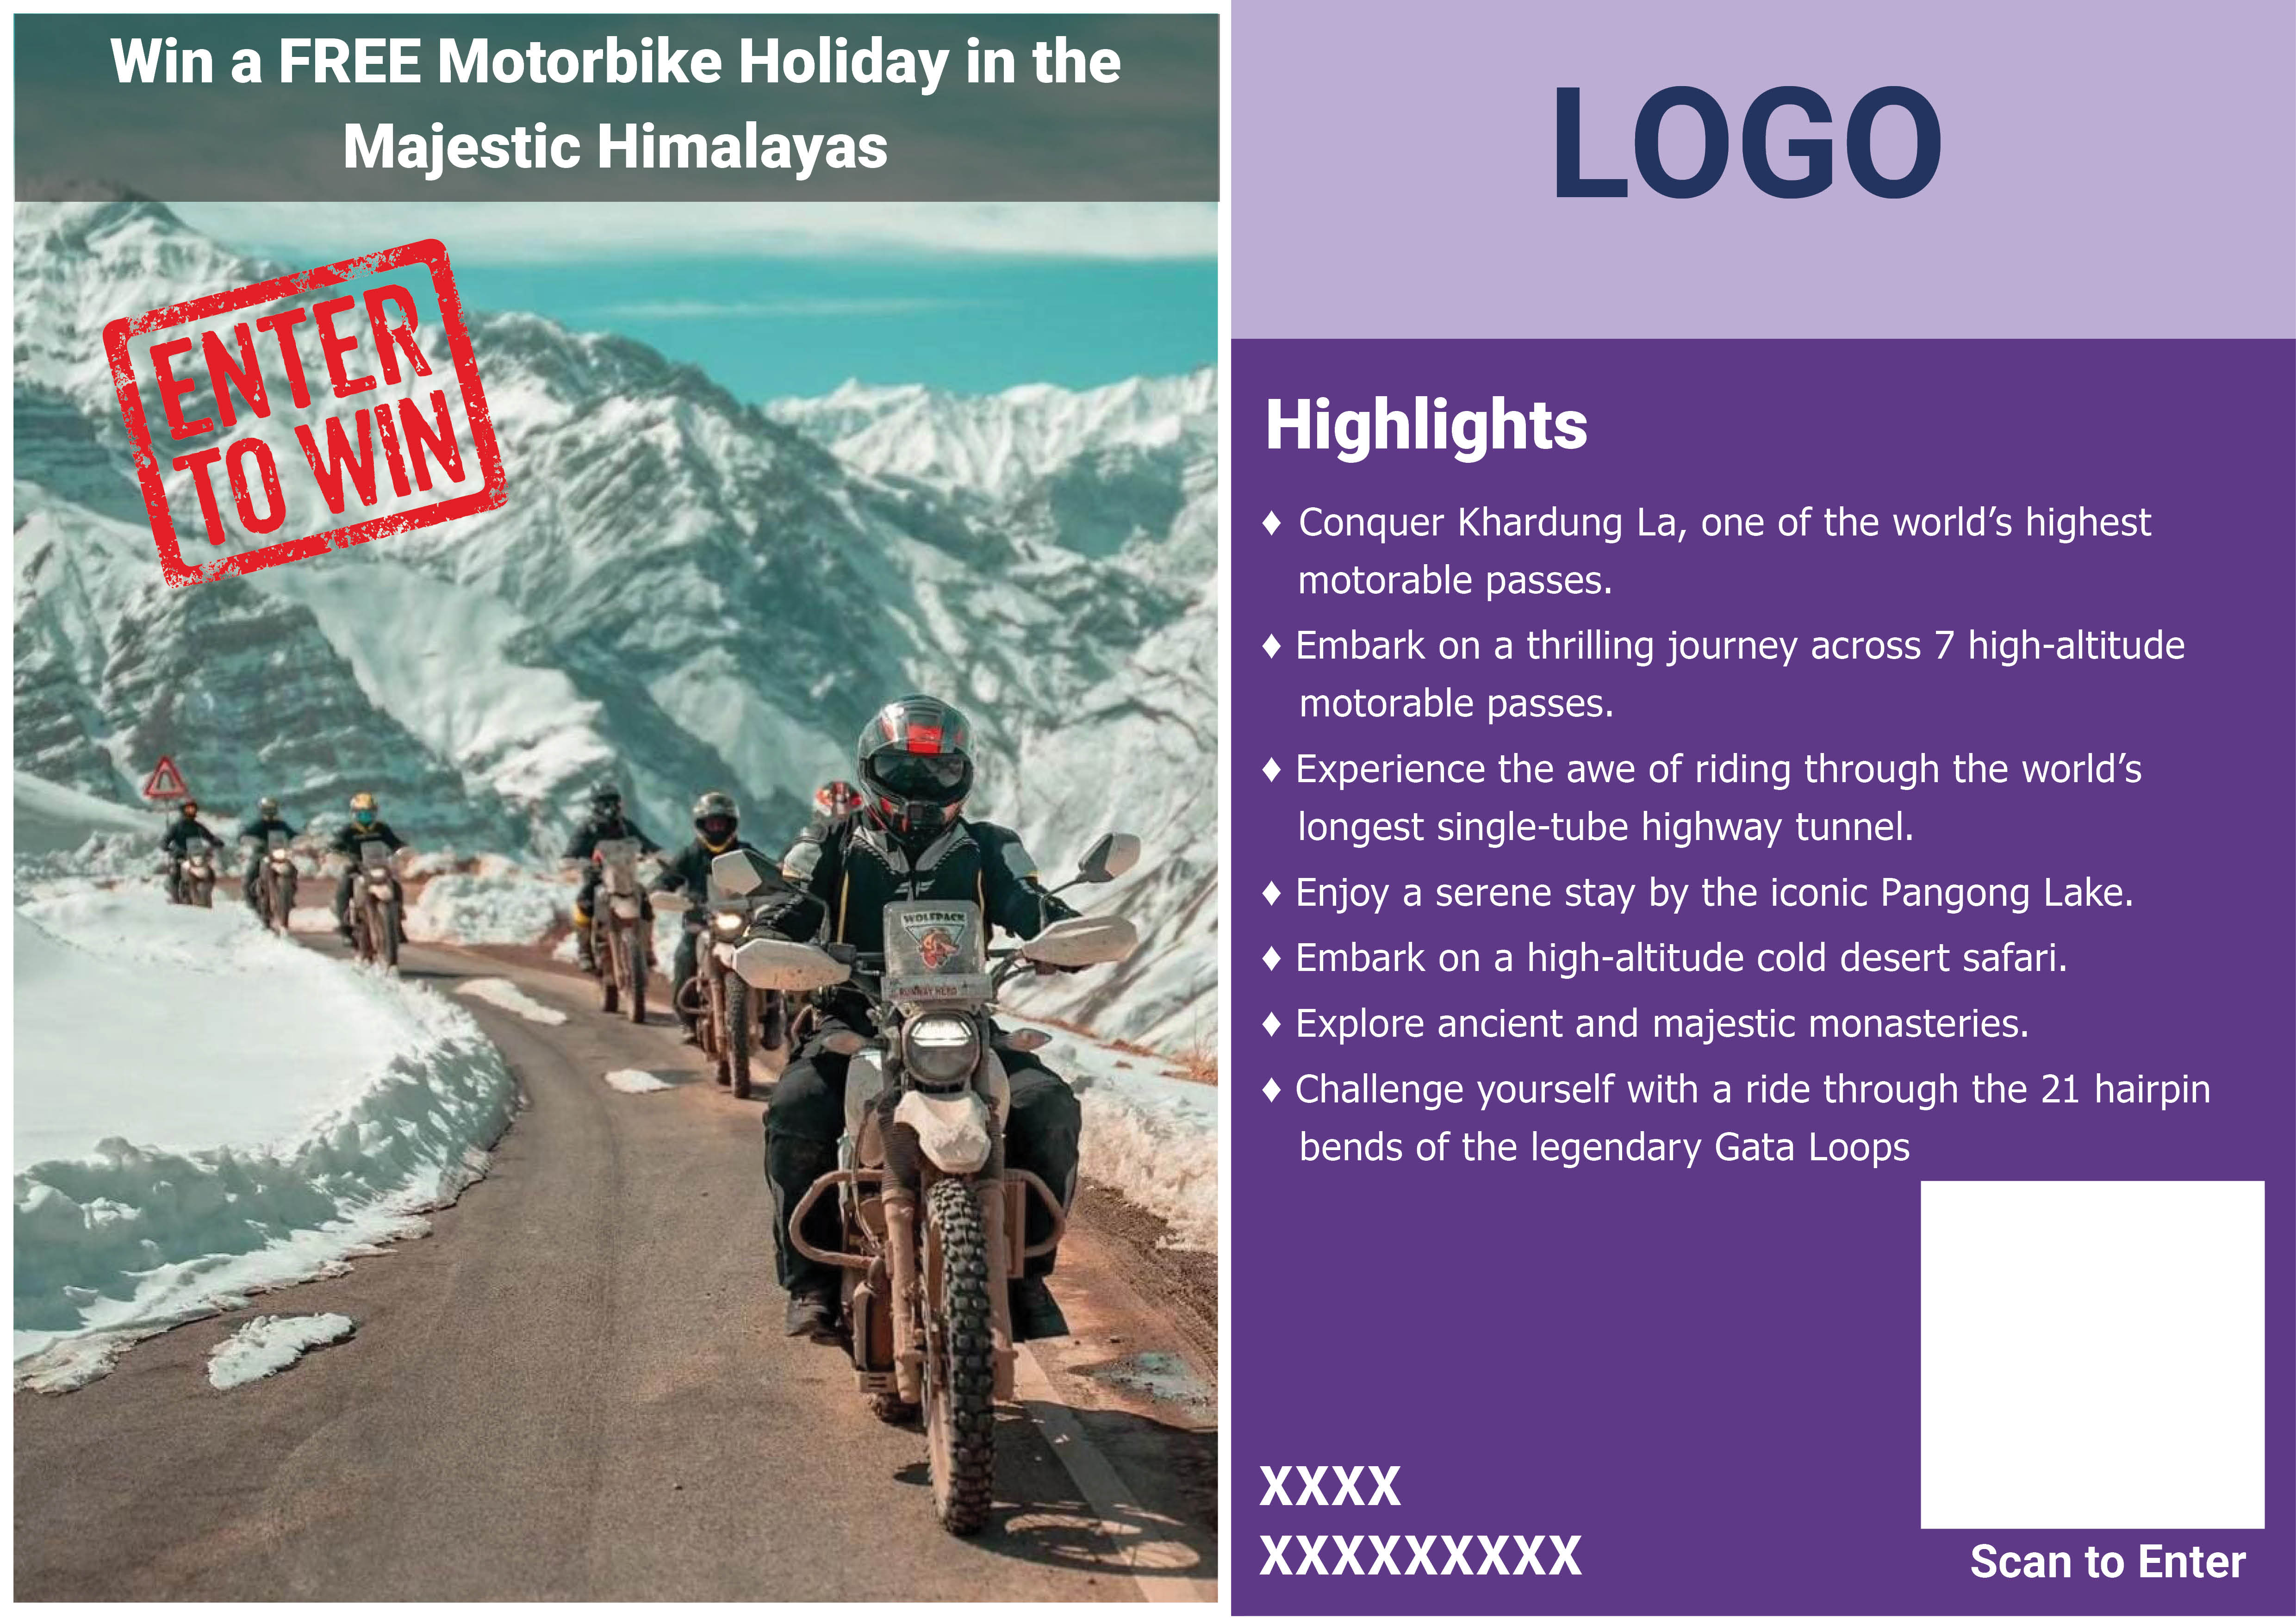 Win a FREE Motorbike Holiday in the
Majestic Himalayas
ENTER
TO WIN
WOLFPACK
RUNWAY HERO
LOGO
Highlights
♦ Conquer Khardung La, one of the world’s highest
motorable passes.
♦ Embark on a thrilling journey across 7 high-altitude
motorable passes.
♦ Experience the awe of riding through the world’s
longest single-tube highway tunnel.
♦ Enjoy a serene stay by the iconic Pangong Lake.
♦ Embark on a high-altitude cold desert safari.
♦ Explore ancient and majestic monasteries.
♦ Challenge yourself with a ride through the 21 hairpin
bends of the legendary Gata Loops
XXXX
XXXXXXXXX
Scan to Enter